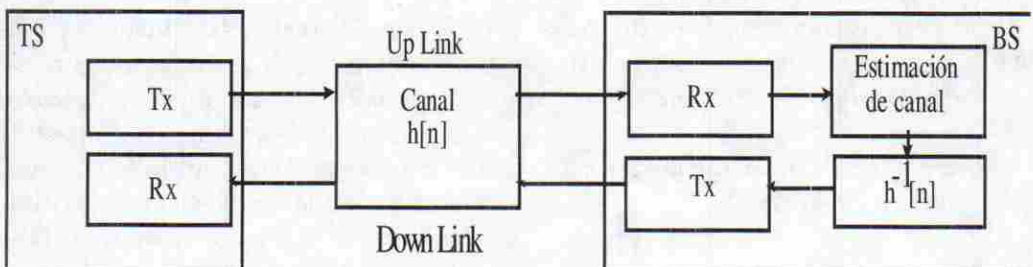 TS
Up Link
BS
Tx
Canal
h[n]
Rx
Estimación
de canal
Rx
Tx
h⁻¹[n]
Down Link